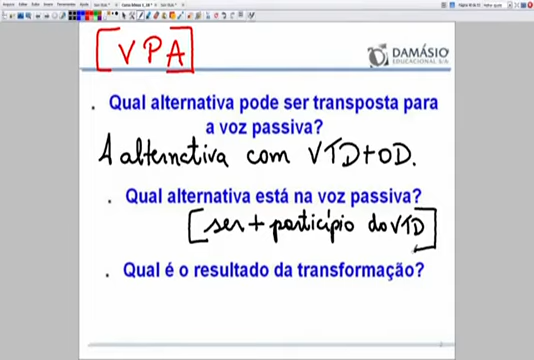 [VPA]
DAMÁSIO
EDUCACIONAL S/A
. Qual alternativa pode ser transposta para
a voz passiva?
A alternativa com VTD+OD.
. Qual alternativa está na voz passiva?
[ser + particípio do VTD]
. Qual é o resultado da transformação?